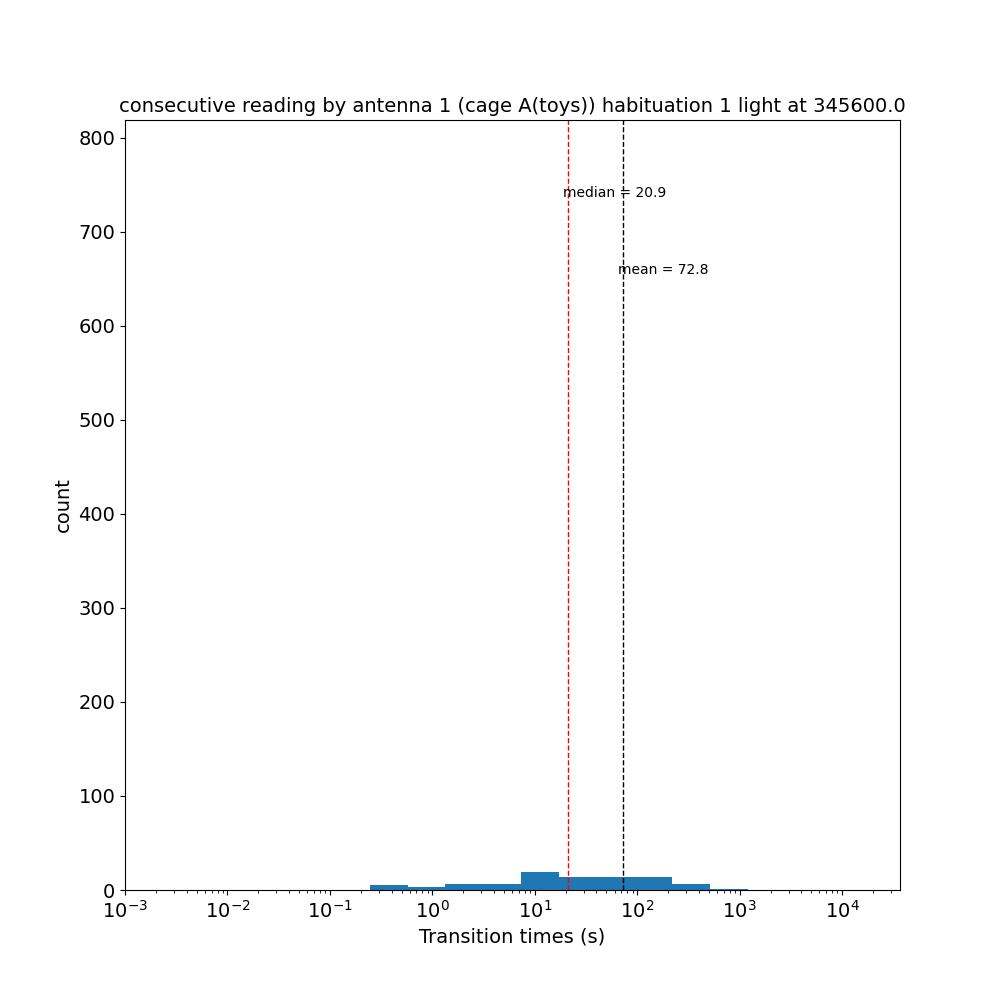 consecutive reading by antenna 1 (cage A(toys)) habituation 1 light at 345600.0
800
median = 20.9
700
mean = 72.8
600
500
400
count
300
200
100
0
10⁻³ 10⁻² 10⁻¹ 10⁰ 10¹ 10² 10³ 10⁴
Transition times (s)